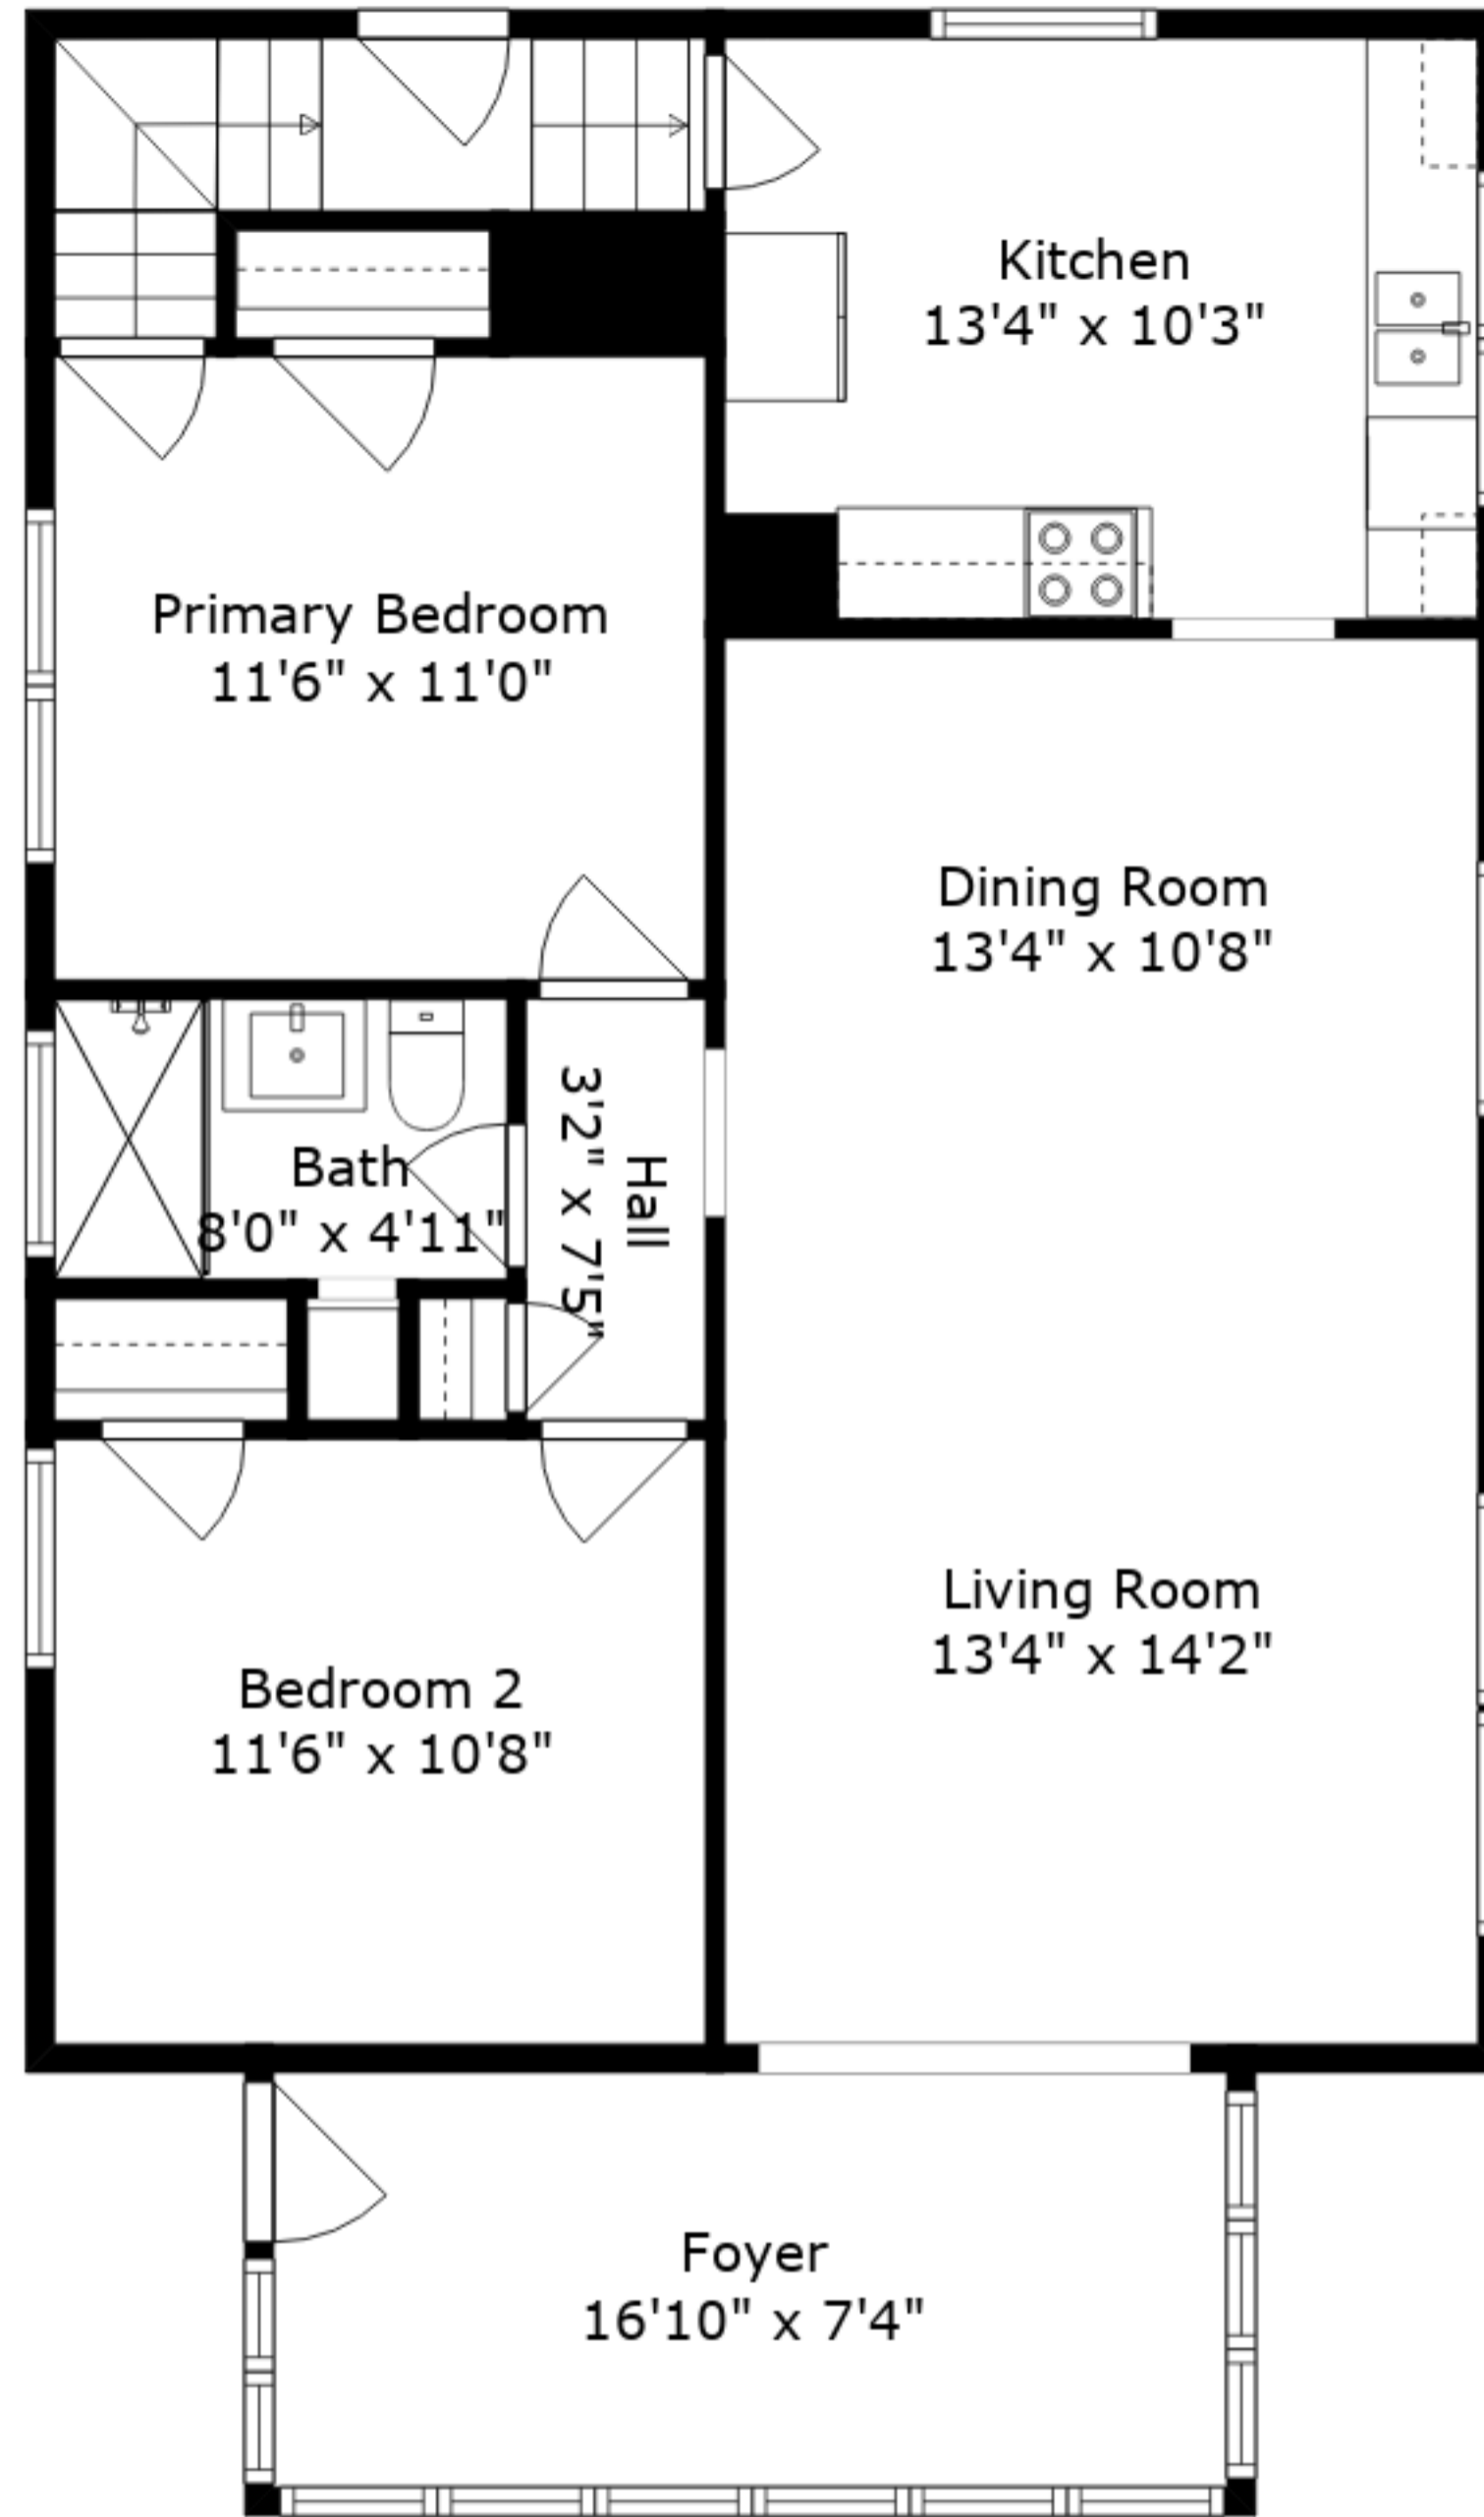 Kitchen
13'4" x 10'3"
Primary Bedroom
11'6" x 11'0"
Dining Room
13'4" x 10'8"
Bath
8'0" x 4'11"
Hall
3'2" x 7'5"
Living Room
13'4" x 14'2"
Bedroom 2
11'6" x 10'8"
Foyer
16'10" x 7'4"